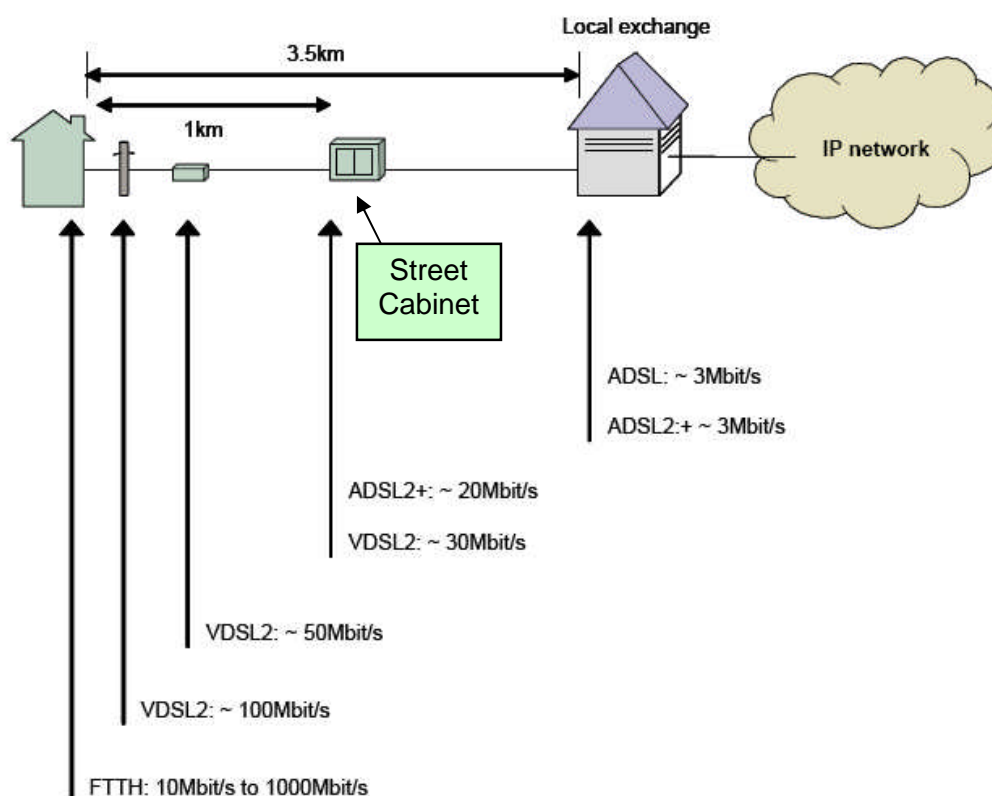 Local exchange
3.5km
1km
IP network
Street
Cabinet
ADSL: ~ 3Mbit/s
ADSL2:+ ~ 3Mbit/s
ADSL2+: ~ 20Mbit/s
VDSL2: ~ 30Mbit/s
VDSL2: ~ 50Mbit/s
VDSL2: ~ 100Mbit/s
FTTH: 10Mbit/s to 1000Mbit/s